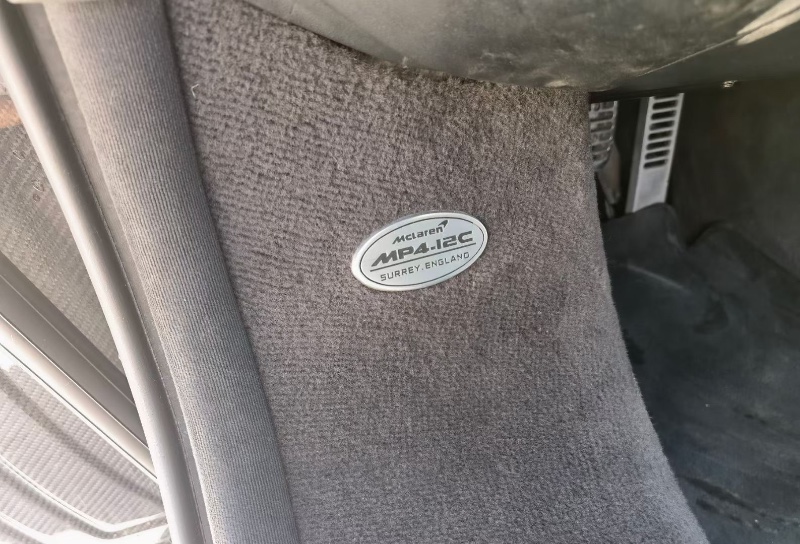 McLaren
MP4-12C
SURREY, ENGLAND